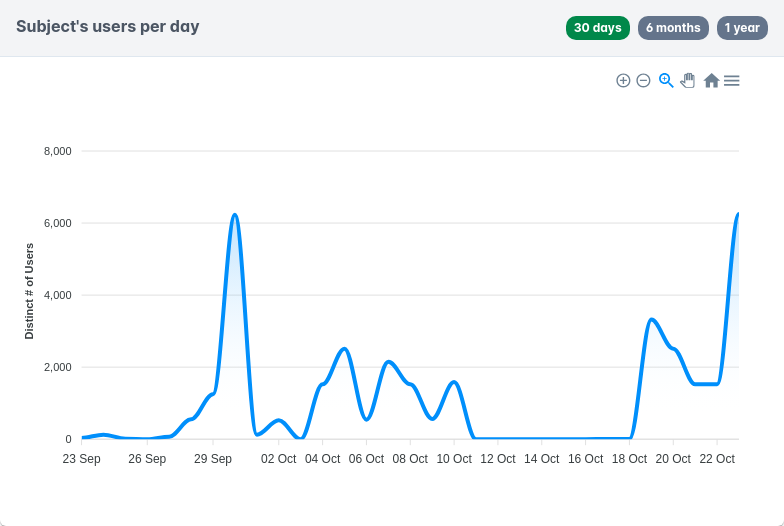 Subject's users per day
30 days
6 months
1 year
8,000
6,000
4,000
2,000
0
Distinct # of Users
23 Sep
26 Sep
29 Sep
02 Oct
04 Oct
06 Oct
08 Oct
10 Oct
12 Oct
14 Oct
16 Oct
18 Oct
20 Oct
22 Oct